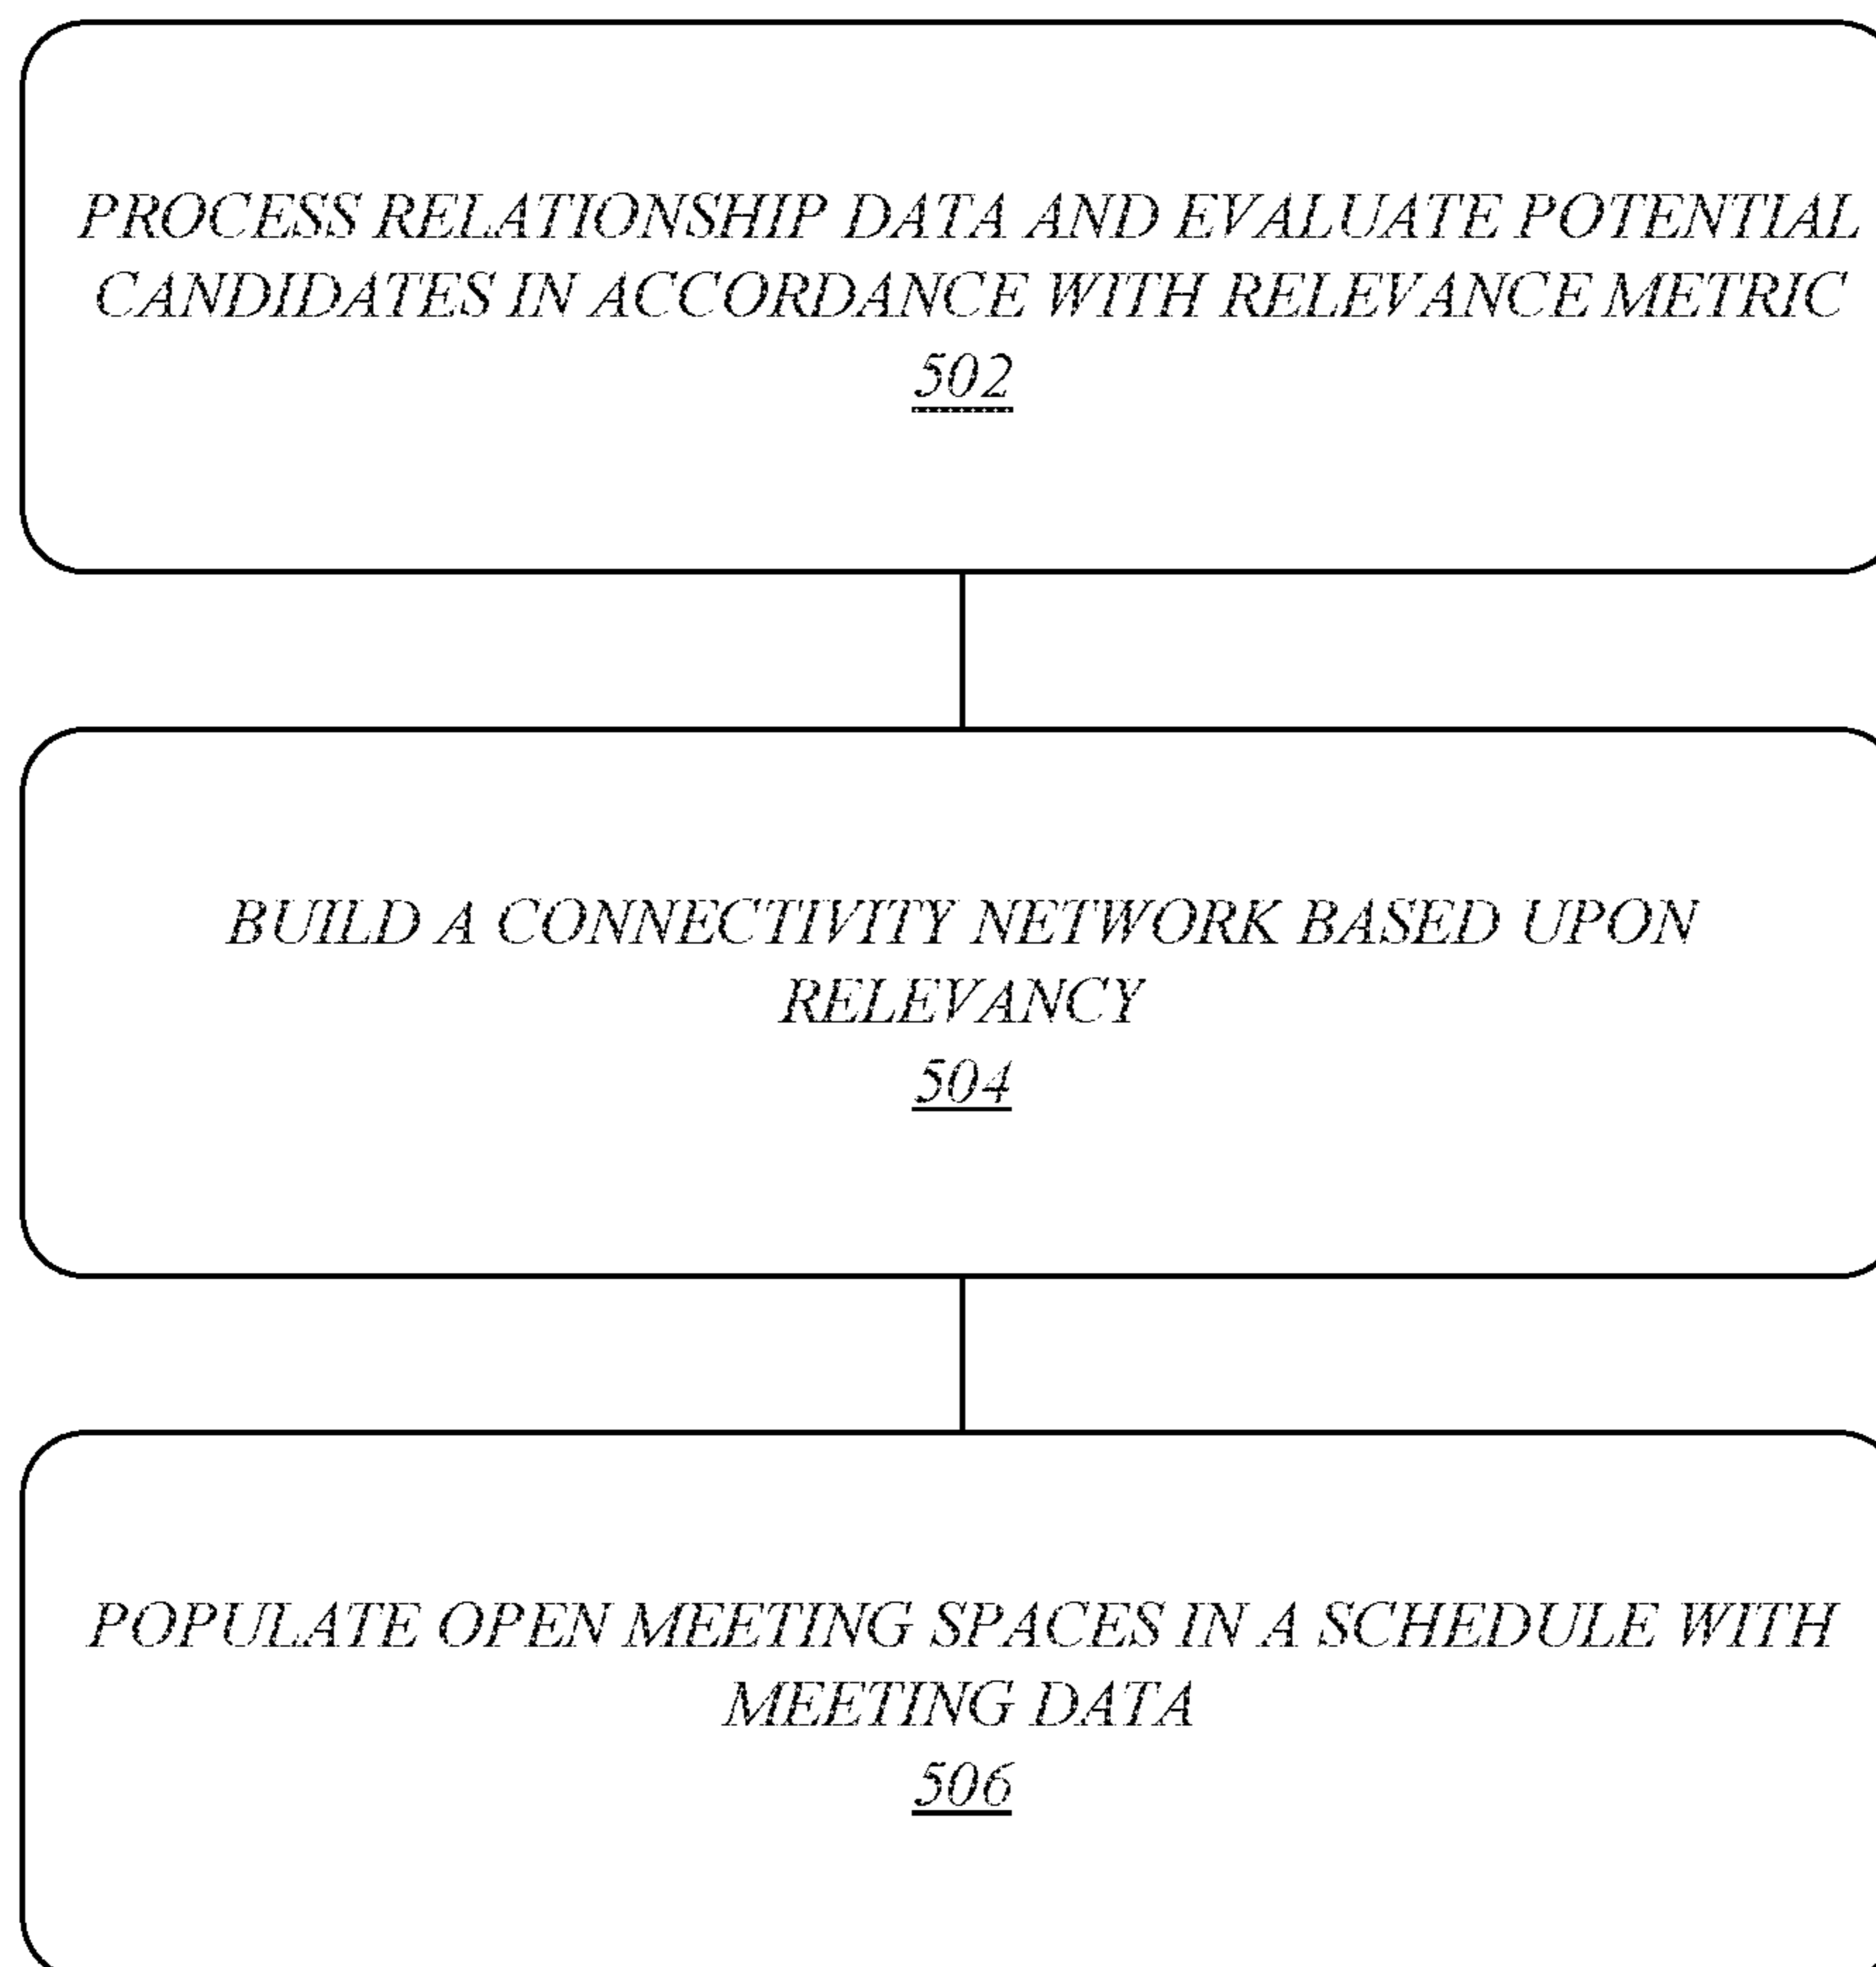 PROCESS RELATIONSHIP DATA AND EVALUATE POTENTIAL
CANDIDATES IN ACCORDANCE WITH RELEVANCE METRIC
502
BUILD A CONNECTIVITY NETWORK BASED UPON
RELEVANCY
504
POPULATE OPEN MEETING SPACES IN A SCHEDULE WITH
MEETING DATA
506